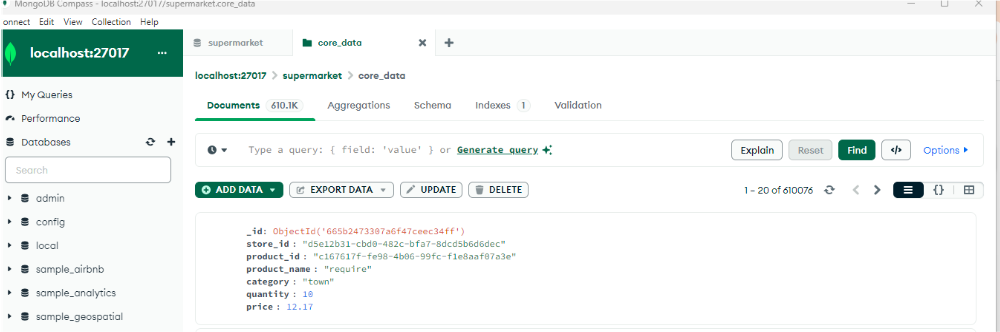 MongoDB Compass - localhost:27017/supermarket.core_data
onnect Edit View Collection Help
localhost:27017 ...
supermarket
core_data
localhost:27017 > supermarket > core_data
{} My Queries
Performance
Databases
Search
admin
config
local
sample_airbnb
sample_analytics
sample_geospatial
Documents 610.1K Aggregations Schema Indexes 1 Validation
Type a query: { field: 'value' } or Generate query
Explain Reset Find </> Options
ADD DATA EXPORT DATA UPDATE DELETE
1 – 20 of 610076
{}
_id: ObjectId('665b2473307a6f47ceec34ff')
store_id : "d5e12b31-cbd0-482c-bfa7-8dcd5b6d6dec"
product_id : "c167617f-fe98-4b06-99fc-f1e8aaf07a3e"
product_name : "require"
category : "town"
quantity : 10
price : 12.17